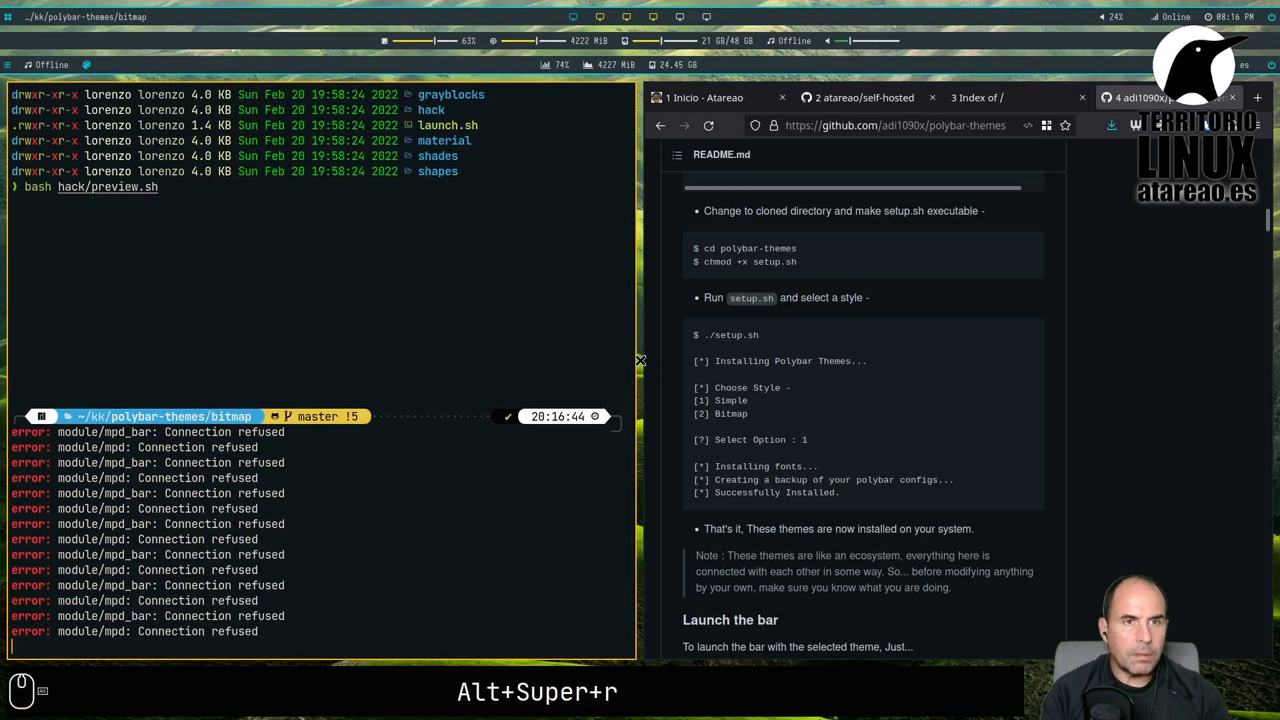 ../kk/polybar-themes/bitmap
24%
Online
08:16 PM
63%
4222 MiB
21 GB/48 GB
Offline
Offline
74%
4227 MiB
24.45 GB
es
drwxr-xr-x lorenzo lorenzo 4.0 KB Sun Feb 20 19:58:24 2022 grayblocks
drwxr-xr-x lorenzo lorenzo 4.0 KB Sun Feb 20 19:58:24 2022 hack
.rwxr-xr-x lorenzo lorenzo 1.4 KB Sun Feb 20 19:58:24 2022 launch.sh
drwxr-xr-x lorenzo lorenzo 4.0 KB Sun Feb 20 19:58:24 2022 material
drwxr-xr-x lorenzo lorenzo 4.0 KB Sun Feb 20 19:58:24 2022 shades
drwxr-xr-x lorenzo lorenzo 4.0 KB Sun Feb 20 19:58:24 2022 shapes
❯ bash hack/preview.sh
~/kk/polybar-themes/bitmap master !5 ✔ 20:16:44
error: module/mpd_bar: Connection refused
error: module/mpd: Connection refused
error: module/mpd_bar: Connection refused
error: module/mpd: Connection refused
error: module/mpd_bar: Connection refused
error: module/mpd: Connection refused
error: module/mpd_bar: Connection refused
error: module/mpd: Connection refused
error: module/mpd_bar: Connection refused
error: module/mpd: Connection refused
error: module/mpd_bar: Connection refused
error: module/mpd: Connection refused
error: module/mpd_bar: Connection refused
error: module/mpd: Connection refused
1 Inicio - Atareao
2 atareao/self-hosted
3 Index of /
4 adi1090x/
https://github.com/adi1090x/polybar-themes
TERRITORIO
LINUX
atareao.es
README.md
• Change to cloned directory and make setup.sh executable -
$ cd polybar-themes
$ chmod +x setup.sh
• Run setup.sh and select a style -
$ ./setup.sh
[*] Installing Polybar Themes...
[*] Choose Style -
[1] Simple
[2] Bitmap
[?] Select Option : 1
[*] Installing fonts...
[*] Creating a backup of your polybar configs...
[*] Successfully Installed.
• That's it, These themes are now installed on your system.
Note : These themes are like an ecosystem, everything here is
connected with each other in some way. So... before modifying anything
by your own, make sure you know what you are doing.
Launch the bar
To launch the bar with the selected theme, Just...
Alt+Super+r